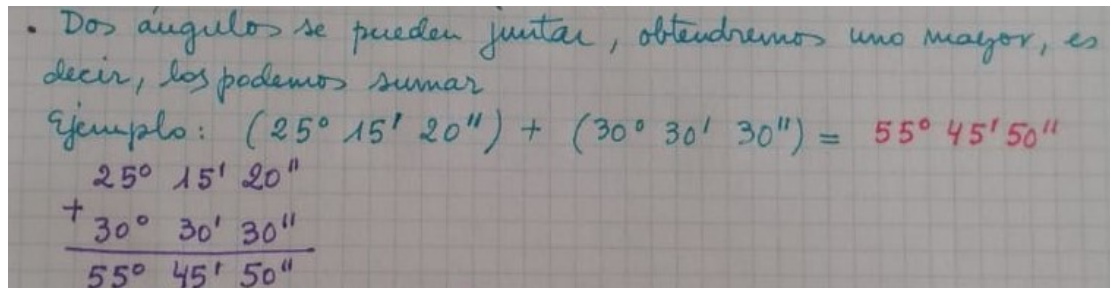 · Dos ángulos se pueden juntar, obtendremos uno mayor, es
decir, los podemos sumar
Ejemplo: (25° 15' 20") + (30° 30' 30") = 55° 45' 50"
25° 15' 20"
+ 30° 30' 30"
55° 45' 50"